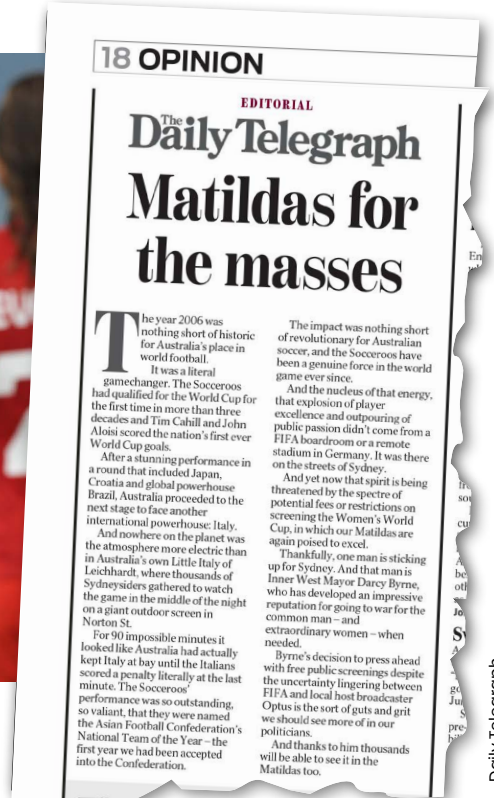 18 OPINION
EDITORIAL
The Daily Telegraph
Matildas for
the masses
The year 2006 was
nothing short of historic
for Australia's place in
world football.
It was a literal
gamechanger. The Socceroos
had qualified for the World Cup for
the first time in more than three
decades and Tim Cahill and John
Aloisi scored the nation's first ever
World Cup goals.
After a stunning performance in
a round that included Japan,
Croatia and global powerhouse
Brazil, Australia proceeded to the
next stage to face another
international powerhouse: Italy.
And nowhere on the planet was
the atmosphere more electric than
in Australia's own Little Italy of
Leichhardt, where thousands of
Sydneysiders gathered to watch
the game in the middle of the night
on a giant outdoor screen in
Norton St.
For 90 impossible minutes it
looked like Australia had actually
kept Italy at bay until the Italians
scored a penalty literally at the last
minute. The Socceroos'
performance was so outstanding,
so valiant, that they were named
the Asian Football Confederation's
National Team of the Year – the
first year we had been accepted
into the Confederation.
The impact was nothing short
of revolutionary for Australian
soccer, and the Socceroos have
been a genuine force in the world
game ever since.
And the nucleus of that energy,
that explosion of player
excellence and outpouring of
public passion didn't come from a
FIFA boardroom or a remote
stadium in Germany. It was there
on the streets of Sydney.
And yet now that spirit is being
threatened by the spectre of
potential fees or restrictions on
screening the Women's World
Cup, in which our Matildas are
again poised to excel.
Thankfully, one man is sticking
up for Sydney. And that man is
Inner West Mayor Darcy Byrne,
who has developed an impressive
reputation for going to war for the
common man – and
extraordinary women – when
needed.
Byrne's decision to press ahead
with free public screenings despite
the uncertainty lingering between
FIFA and local host broadcaster
Optus is the sort of guts and grit
we should see more of in our
politicians.
And thanks to him thousands
will be able to see it in the
Matildas too.
Daily Telegraph